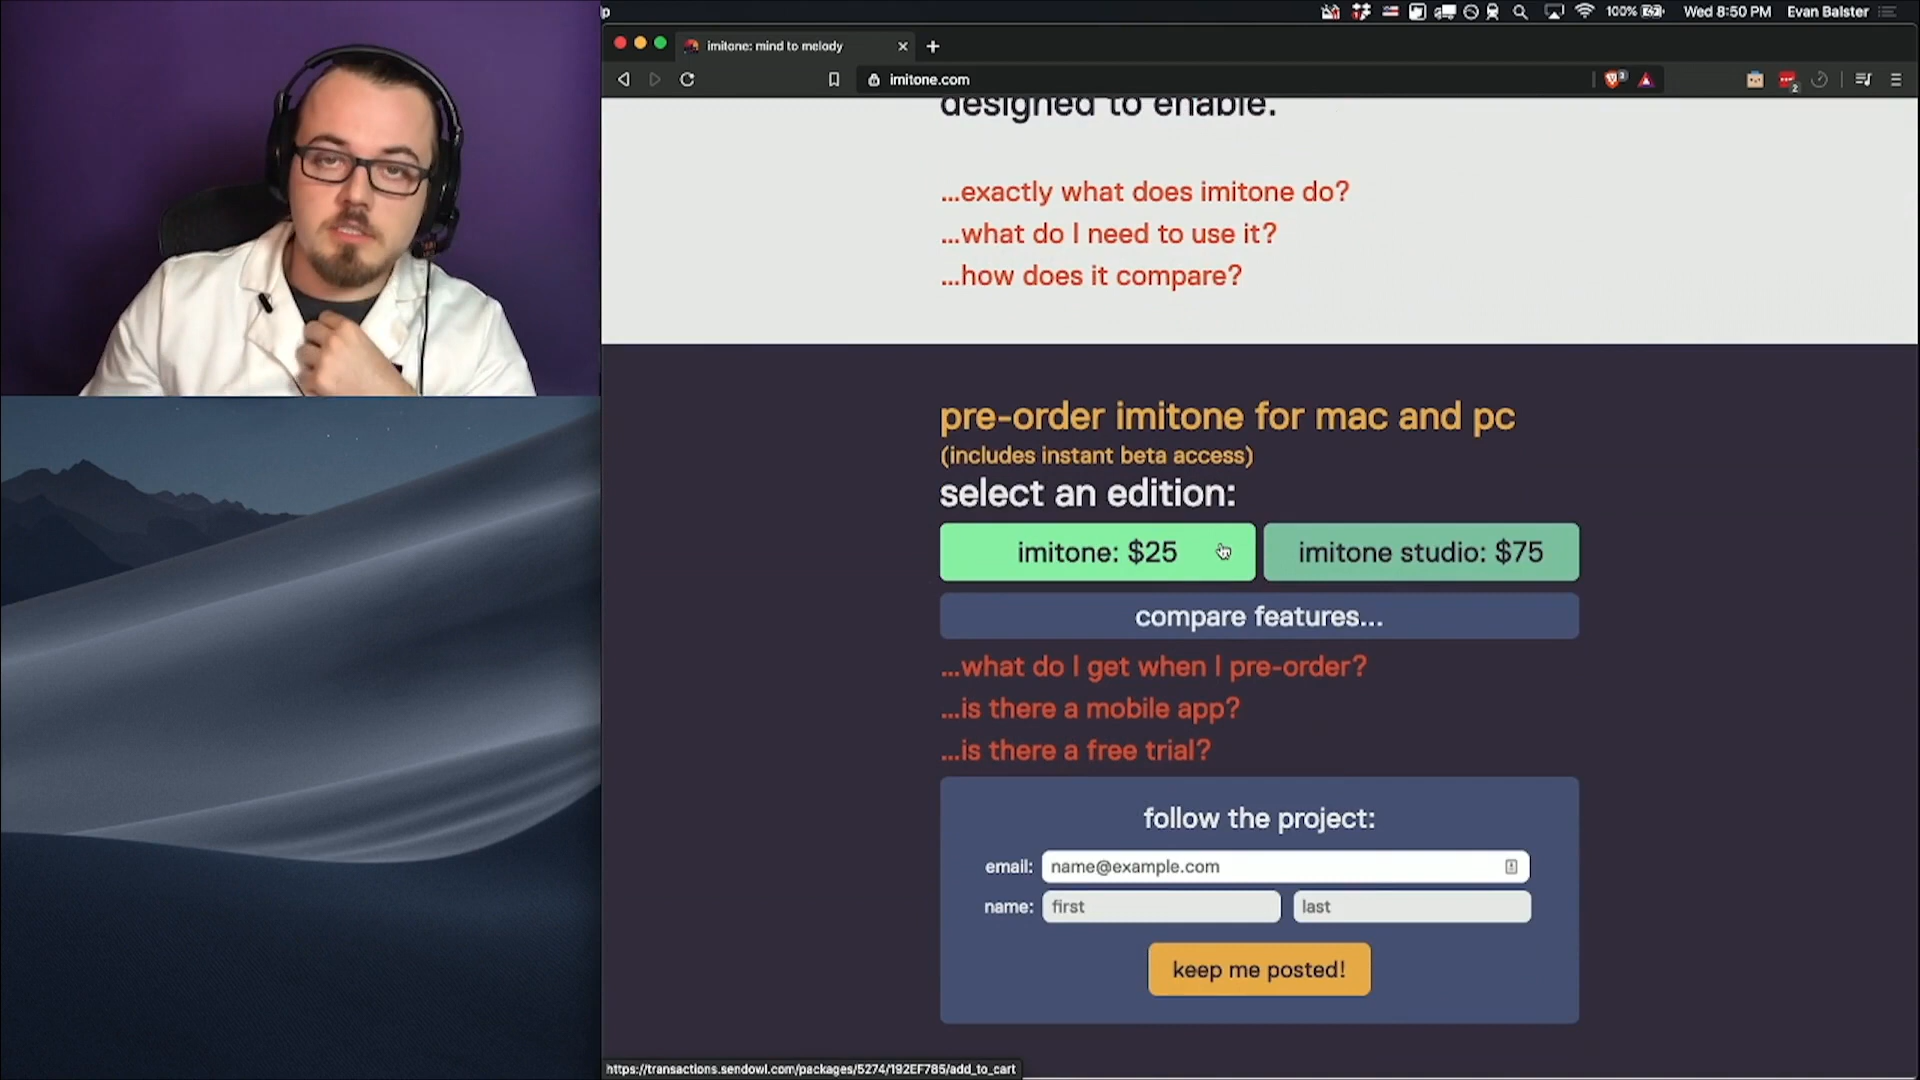 p
100%
Wed 8:50 PM
Evan Balster
imitone: mind to melody
imitone.com
3
2
designed to enable.
...exactly what does imitone do?
...what do I need to use it?
...how does it compare?
pre-order imitone for mac and pc
(includes instant beta access)
select an edition:
imitone: $25
imitone studio: $75
compare features...
...what do I get when I pre-order?
...is there a mobile app?
...is there a free trial?
follow the project:
email: name@example.com
name: first last
keep me posted!
https://transactions.sendowl.com/packages/5274/192EF785/add_to_cart